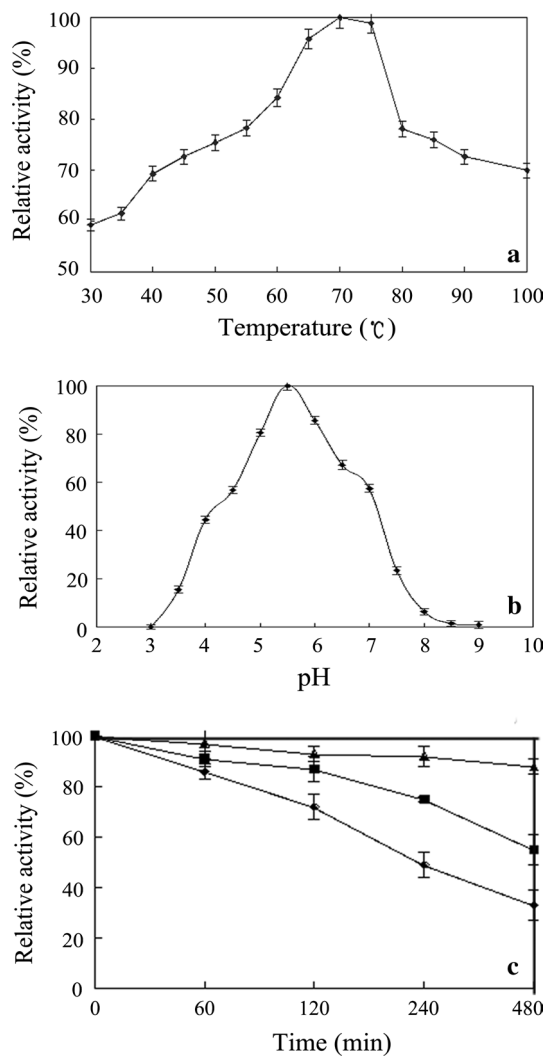 100
90
80
70
60
50
Relative activity (%)
a
30 40 50 60 70 80 90 100
Temperature (℃)
100
80
60
40
20
0
Relative activity (%)
b
2 3 4 5 6 7 8 9 10
pH
100
80
60
40
20
0
Relative activity (%)
c
0 60 120 240 480
Time (min)